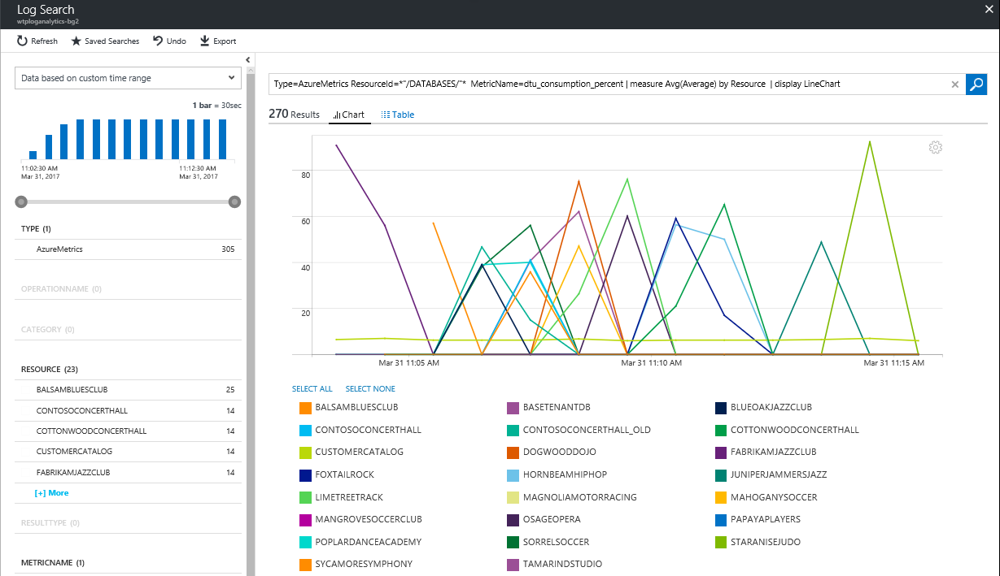 Log Search
wtploganalytics-bg2
Refresh Saved Searches Undo Export
Data based on custom time range
1 bar = 30sec
11:02:30 AM 11:12:30 AM
Mar 31, 2017 Mar 31, 2017
TYPE (1)
AzureMetrics 305
OPERATIONNAME (0)
CATEGORY (0)
RESOURCE (23)
BALSAMBLUESCLUB 25
CONTOSOCONCERTHALL 14
COTTONWOODCONCERTHALL 14
CUSTOMERCATALOG 14
FABRIKAMJAZZCLUB 14
[+] More
RESULTTYPE (0)
METRICNAME (1)
Type=AzureMetrics ResourceId=*"/DATABASES/"* MetricName=dtu_consumption_percent | measure Avg(Average) by Resource | display LineChart
270 Results Chart Table
80
60
40
20
Mar 31 11:05 AM Mar 31 11:10 AM Mar 31 11:15 AM
SELECT ALL SELECT NONE
BALSAMBLUESCLUB BASETENANTDB BLUEOAKJAZZCLUB
CONTOSOCONCERTHALL CONTOSOCONCERTHALL_OLD COTTONWOODCONCERTHALL
CUSTOMERCATALOG DOGWOODDOJO FABRIKAMJAZZCLUB
FOXTAILROCK HORNBEAMHIPHOP JUNIPERJAMMERSJAZZ
LIMETREETRACK MAGNOLIAMOTORRACING MAHOGANYSOCCER
MANGROVESOCCERCLUB OSAGEOPERA PAPAYAPLAYERS
POPLARDANCEACADEMY SORRELSOCCER STARANISEJUDO
SYCAMORESYMPHONY TAMARINDSTUDIO